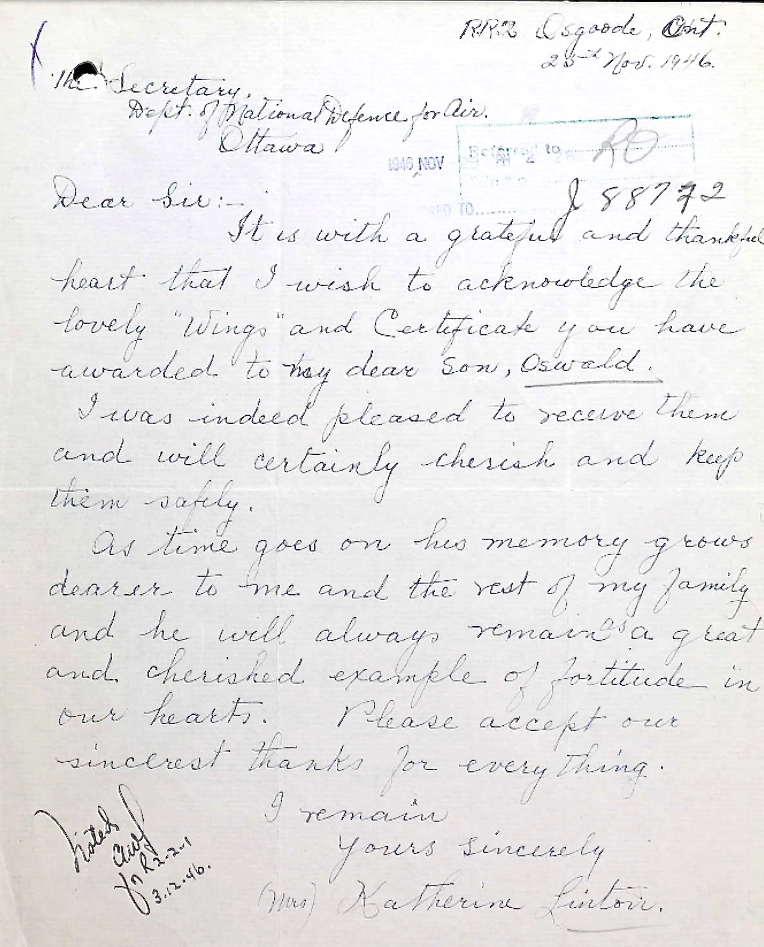 RR2 Osgoode, Ont.
25th Nov. 1946.
The Secretary,
Dept. of National Defence for Air.
Ottawa
1946 NOV
Referred to RO
J 88772
Dear Sir:-
It is with a grateful and thankful
heart that I wish to acknowledge the
lovely "Wings" and Certificate you have
awarded to my dear son, Oswald.
I was indeed pleased to receive them
and will certainly cherish and keep
them safely.
As time goes on his memory grows
dearer to me and the rest of my family
and he will always remain as a great
and cherished example of fortitude in
our hearts. Please accept our
sincerest thanks for everything.
I remain
Yours Sincerely
(Mrs) Katherine Lintoir.
Noted
for R2-2-1
3.12.46.